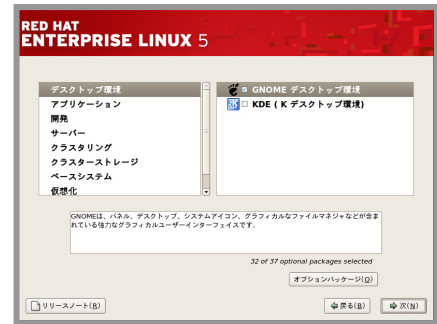 RED HAT
ENTERPRISE LINUX 5
デスクトップ環境
アプリケーション
開発
サーバー
クラスタリング
クラスターストレージ
ベースシステム
仮想化
GNOME デスクトップ環境
KDE ( K デスクトップ環境)
GNOMEは、パネル、デスクトップ、システムアイコン、グラフィカルなファイルマネジャなどが含ま
れている強力なグラフィカルユーザーインターフェイスです。
32 of 37 optional packages selected
オプションパッケージ(O)
リリースノート(R)
戻る(B)
次(N)